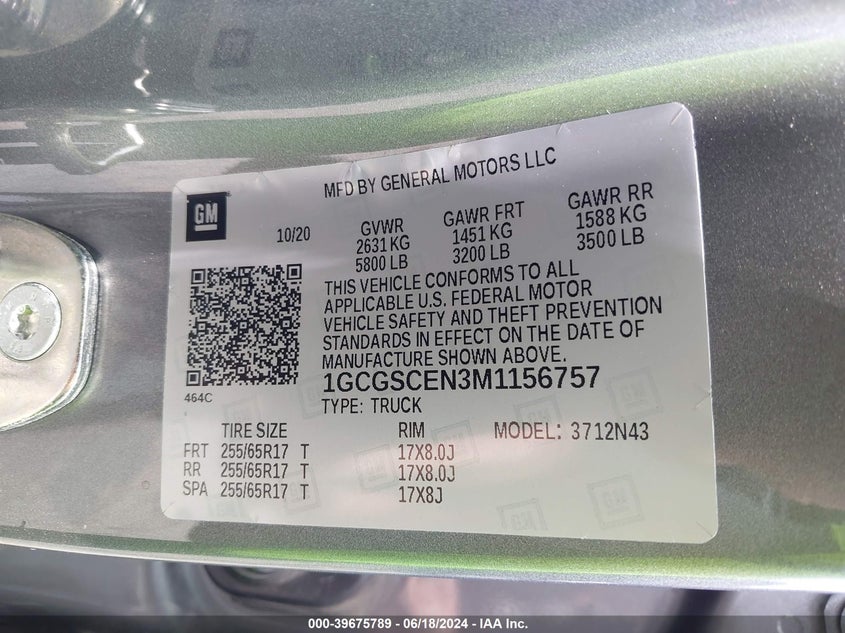 MFD BY GENERAL MOTORS LLC
GM
10/20
GVWR
2631 KG
5800 LB
GAWR FRT
1451 KG
3200 LB
GAWR RR
1588 KG
3500 LB
THIS VEHICLE CONFORMS TO ALL
APPLICABLE U.S. FEDERAL MOTOR
VEHICLE SAFETY AND THEFT PREVENTION
STANDARDS IN EFFECT ON THE DATE OF
MANUFACTURE SHOWN ABOVE.
1GCGSCEN3M1156757
464C
TYPE: TRUCK
TIRE SIZE RIM MODEL: 3712N43
FRT 255/65R17 T 17X8.0J
RR 255/65R17 T 17X8.0J
SPA 255/65R17 T 17X8J
000-39675789 - 06/18/2024 - IAA Inc.